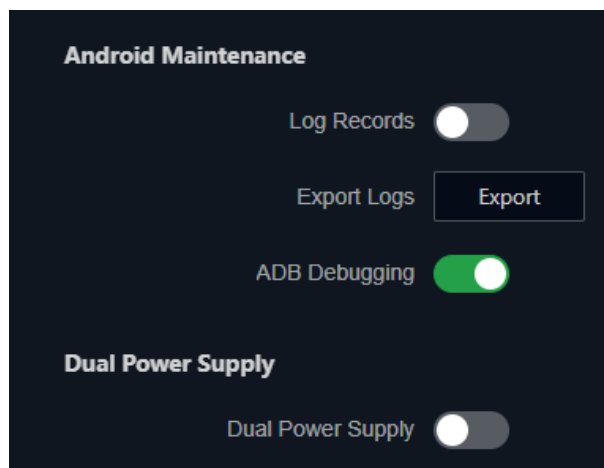 Android Maintenance
Log Records
Export Logs Export
ADB Debugging
Dual Power Supply
Dual Power Supply